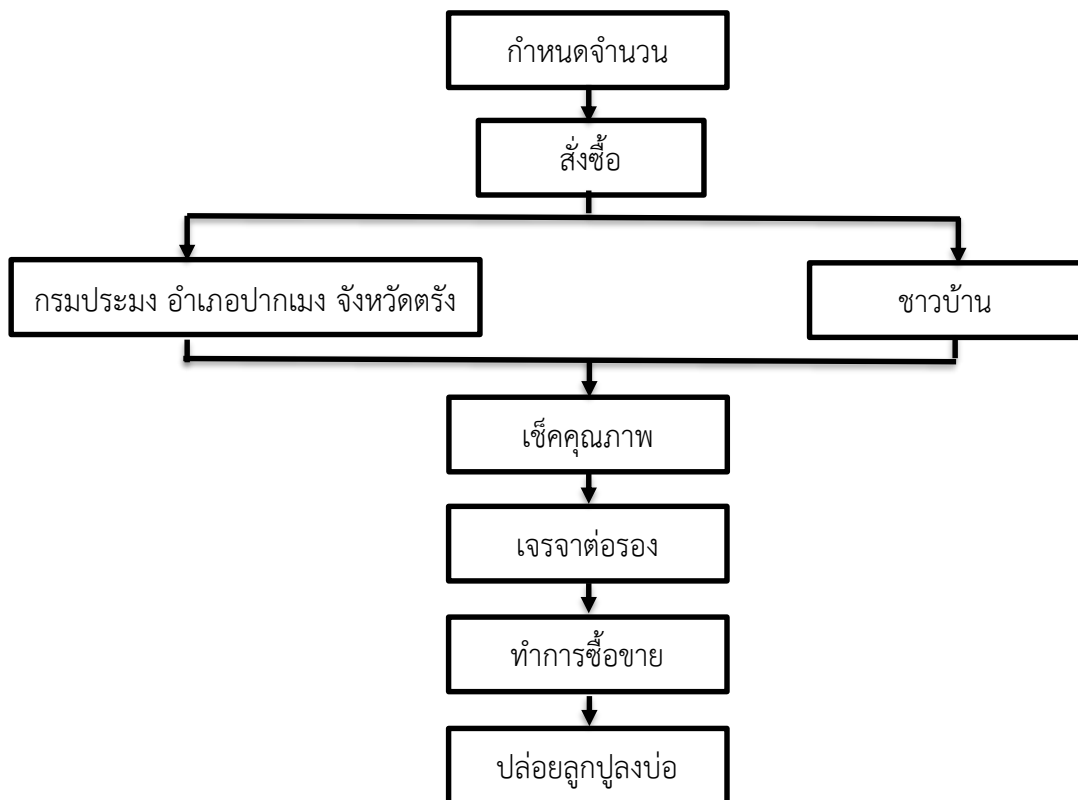 กำหนดจำนวน
สั่งซื้อ
กรมประมง อำเภอปากเมง จังหวัดตรัง
ชาวบ้าน
เช็คคุณภาพ
เจรจาต่อรอง
ทำการซื้อขาย
ปล่อยลูกปูลงบ่อ